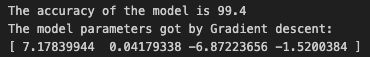 The accuracy of the model is 99.4
The model parameters got by Gradient descent:
[ 7.17839944  0.04179338 -6.87223656 -1.5200384 ]